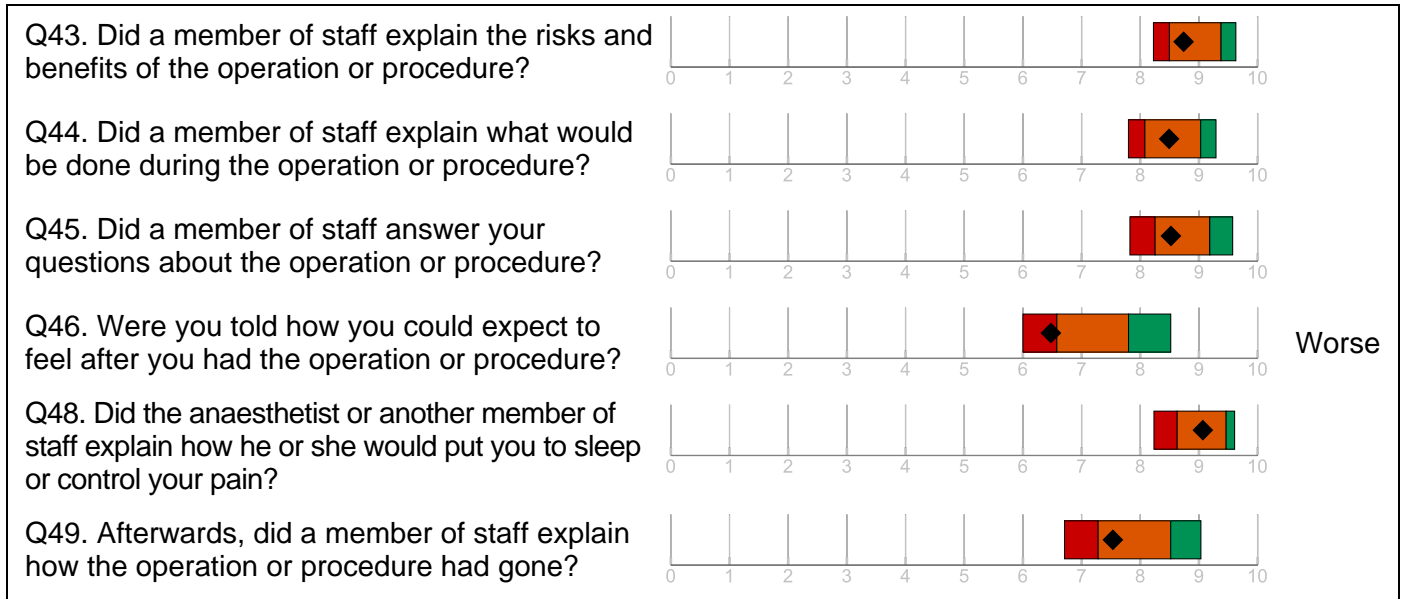 Q43. Did a member of staff explain the risks and
benefits of the operation or procedure?
0 1 2 3 4 5 6 7 8 9 10
Q44. Did a member of staff explain what would
be done during the operation or procedure?
0 1 2 3 4 5 6 7 8 9 10
Q45. Did a member of staff answer your
questions about the operation or procedure?
0 1 2 3 4 5 6 7 8 9 10
Q46. Were you told how you could expect to
feel after you had the operation or procedure?
Worse
0 1 2 3 4 5 6 7 8 9 10
Q48. Did the anaesthetist or another member of
staff explain how he or she would put you to sleep
or control your pain?
0 1 2 3 4 5 6 7 8 9 10
Q49. Afterwards, did a member of staff explain
how the operation or procedure had gone?
0 1 2 3 4 5 6 7 8 9 10